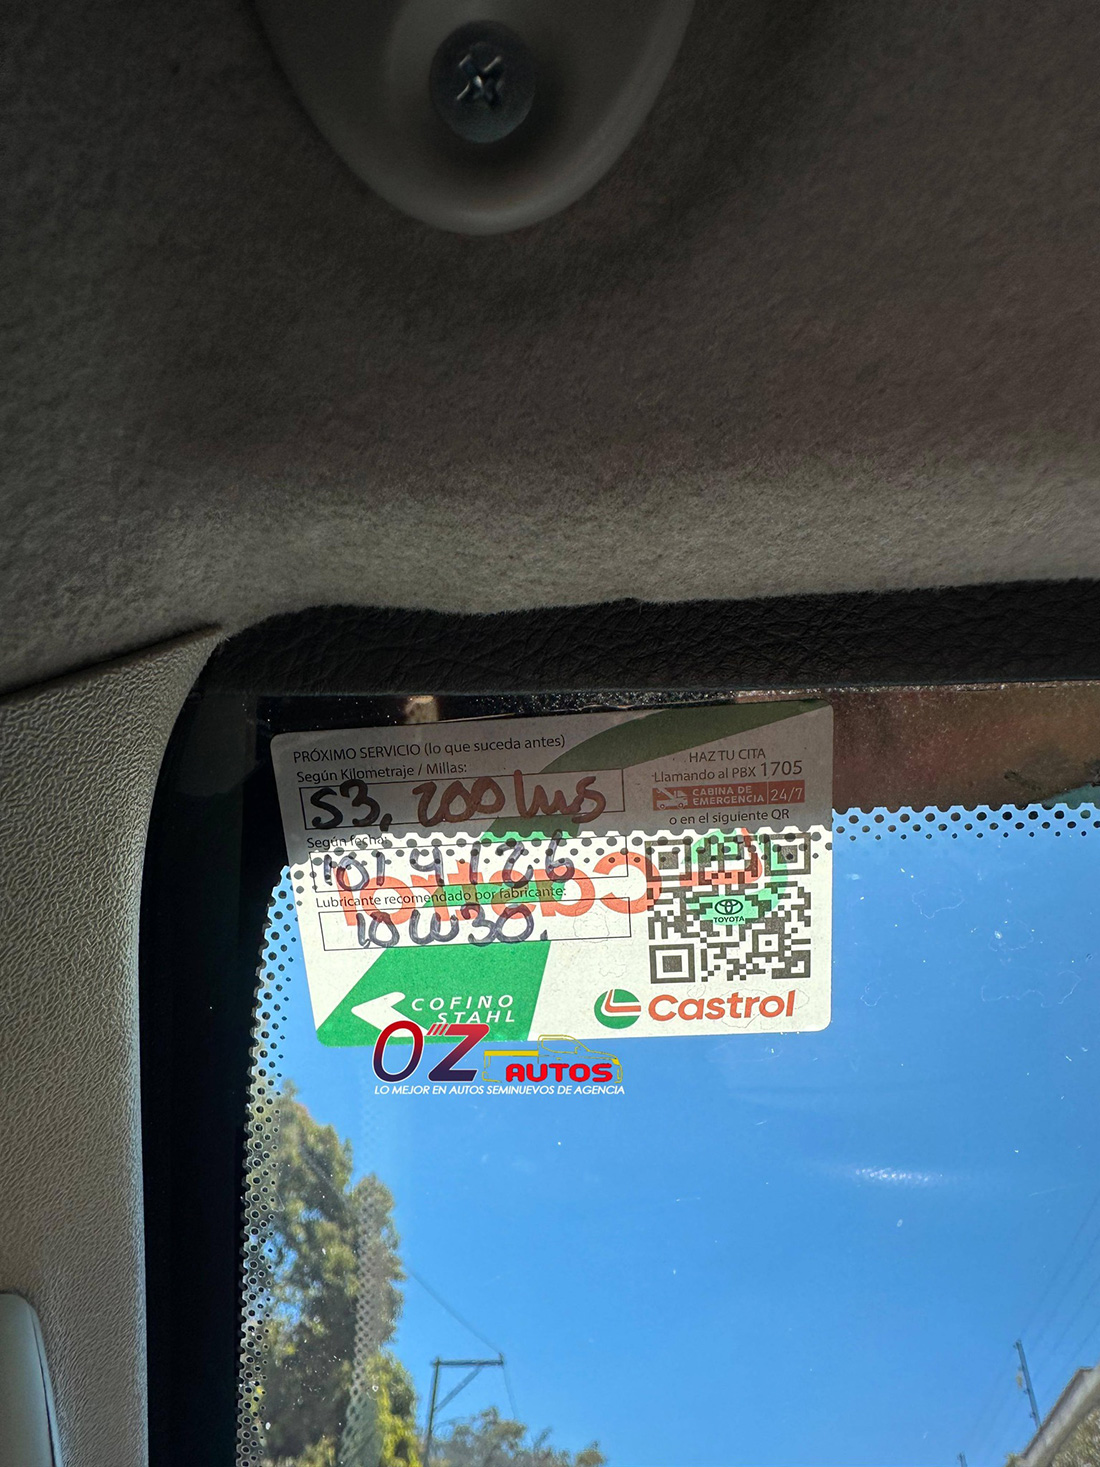 PRÓXIMO SERVICIO (lo que suceda antes)
Según Kilometraje / Millas:
53,200 kms
Según fecha:
10/9/26
Lubricante recomendado por fabricante:
10W30.
HAZ TU CITA
Llamando al PBX 1705
CABINA DE
EMERGENCIA 24/7
o en el siguiente QR
TOYOTA
Castrol
COFINO
STAHL
Castrol
OZ
AUTOS
LO MEJOR EN AUTOS SEMINUEVOS DE AGENCIA